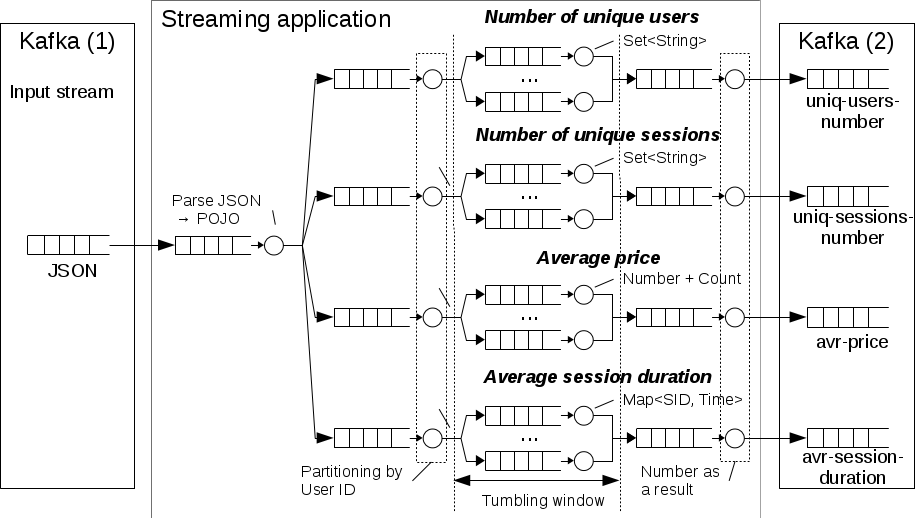 Streaming application
Kafka (1)
Input stream
JSON
Parse JSON
→ POJO
Number of unique users
Set<String>
...
Number of unique sessions
Set<String>
...
Average price
Number + Count
...
Average session duration
Map<SID, Time>
...
Partitioning by
User ID
Tumbling window
Number as
a result
Kafka (2)
uniq-users-
number
uniq-sessions-
number
avr-price
avr-session-
duration